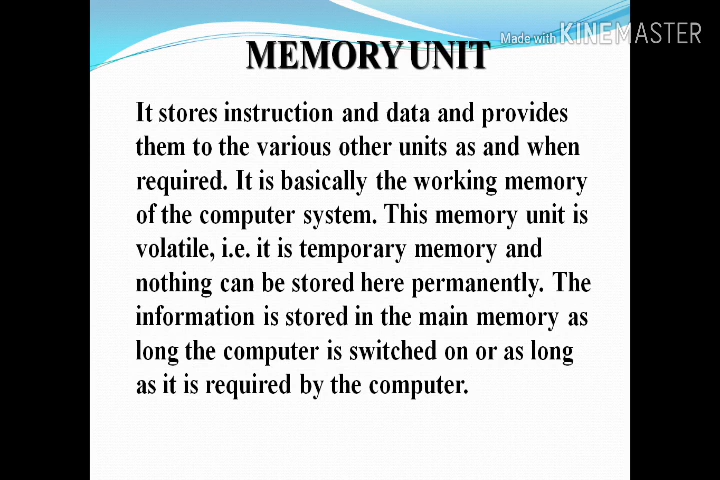 Made with KINEMASTER
MEMORY UNIT
It stores instruction and data and provides
them to the various other units as and when
required. It is basically the working memory
of the computer system. This memory unit is
volatile, i.e. it is temporary memory and
nothing can be stored here permanently. The
information is stored in the main memory as
long the computer is switched on or as long
as it is required by the computer.